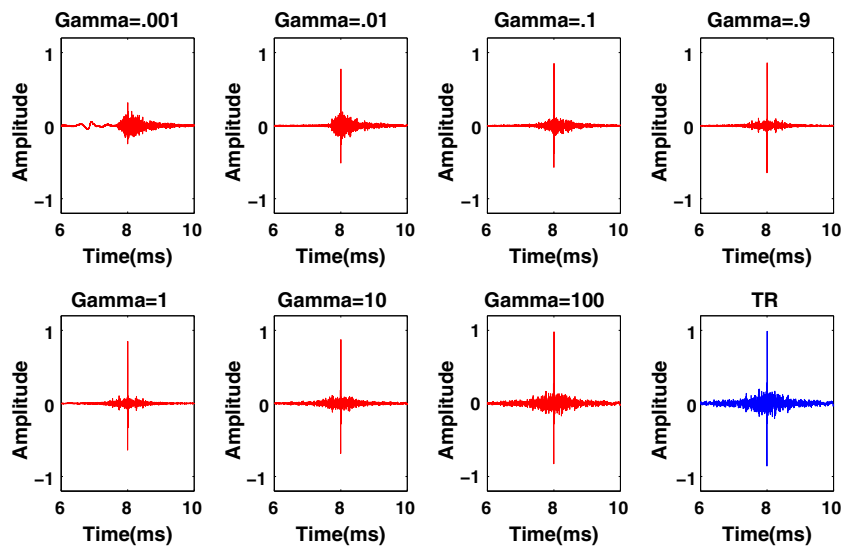 Gamma=.001 Gamma=.01 Gamma=.1 Gamma=.9
1 1 1 1
0 0 0 0
−1 −1 −1 −1
Amplitude Amplitude Amplitude Amplitude
6 8 10 6 8 10 6 8 10 6 8 10
Time(ms) Time(ms) Time(ms) Time(ms)
Gamma=1 Gamma=10 Gamma=100 TR
1 1 1 1
0 0 0 0
−1 −1 −1 −1
Amplitude Amplitude Amplitude Amplitude
6 8 10 6 8 10 6 8 10 6 8 10
Time(ms) Time(ms) Time(ms) Time(ms)